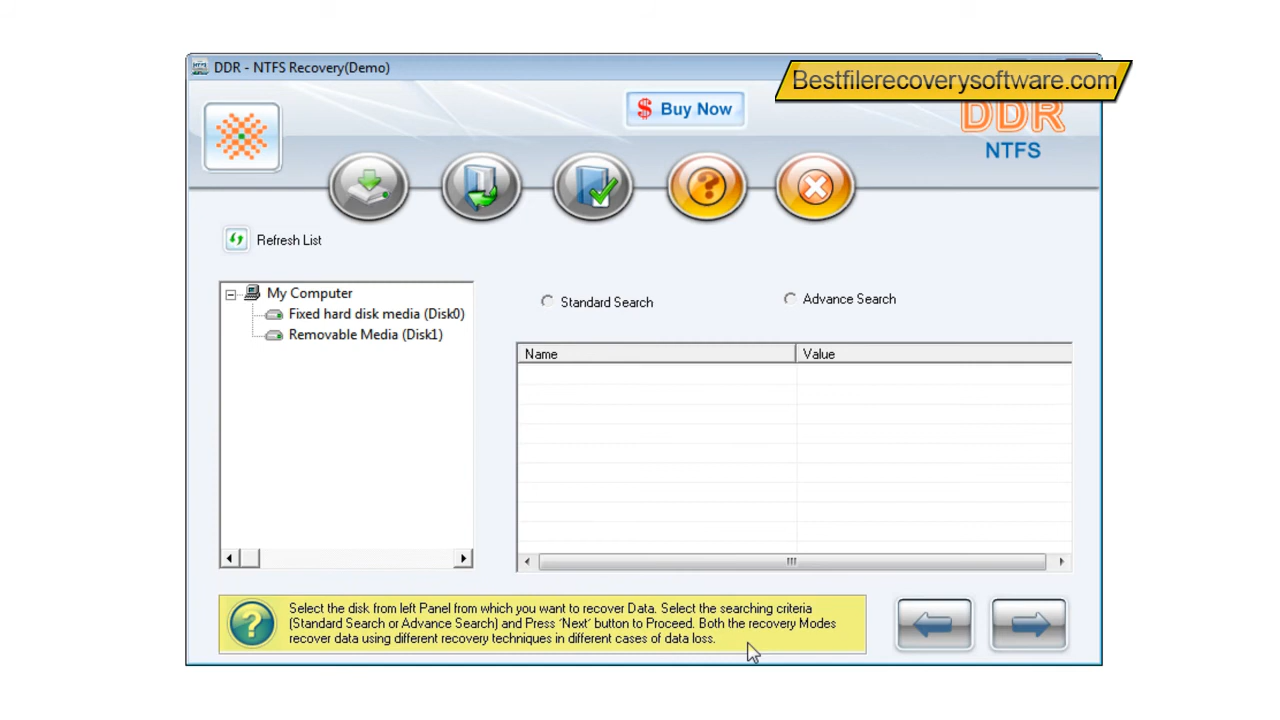 DDR - NTFS Recovery(Demo)
Bestfilerecoverysoftware.com
$ Buy Now
DDR
NTFS
Refresh List
My Computer
Fixed hard disk media (Disk0)
Removable Media (Disk1)
Standard Search
Advance Search
Name Value
Select the disk from left Panel from which you want to recover Data. Select the searching criteria
(Standard Search or Advance Search) and Press 'Next' button to Proceed. Both the recovery Modes
recover data using different recovery techniques in different cases of data loss.